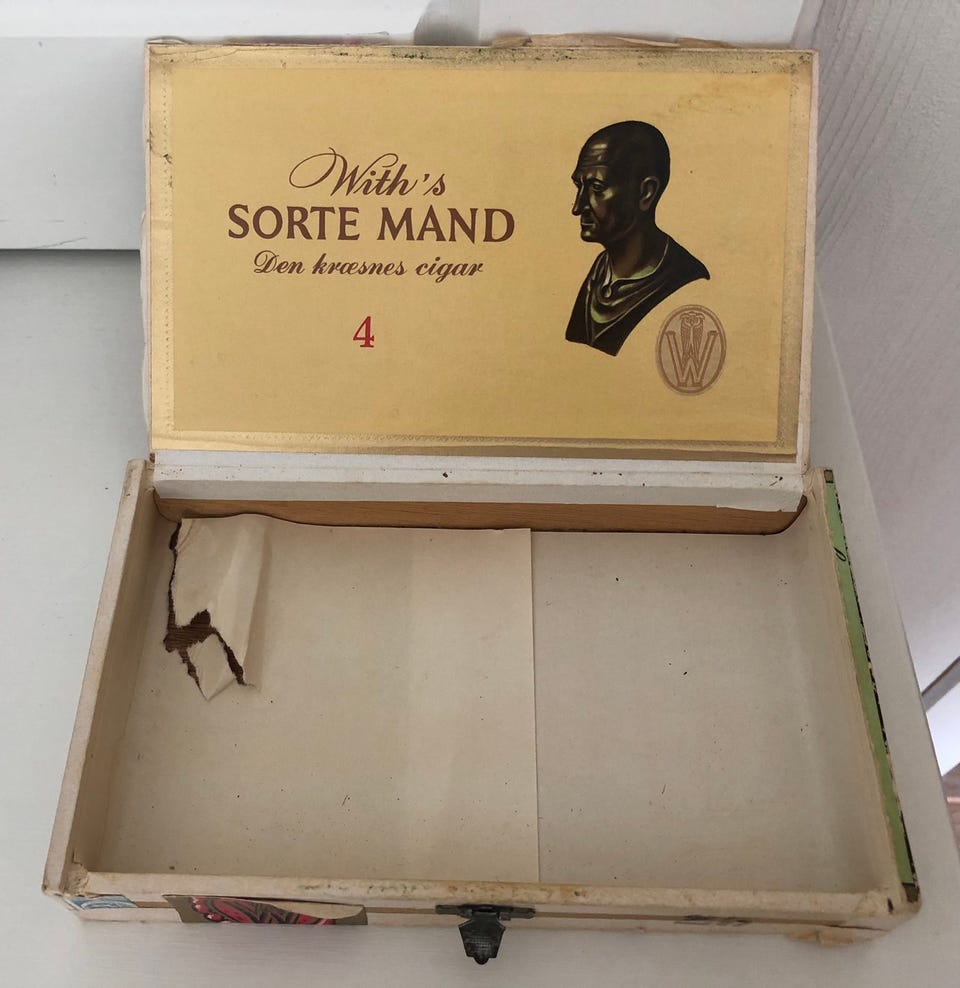 With's
SORTE MAND
Den kræsnes cigar
4
W